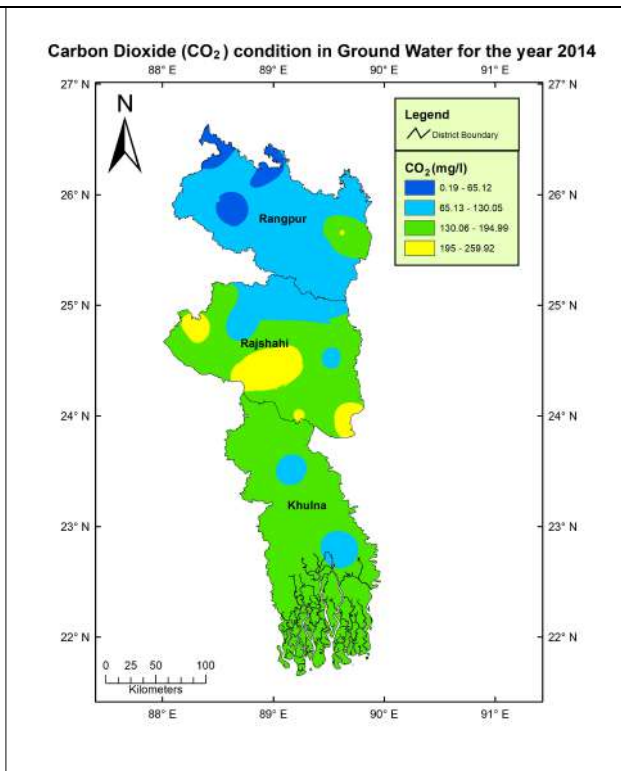 Carbon Dioxide (CO₂) condition in Ground Water for the year 2014
88° E 89° E 90° E 91° E
27° N 27° N
N
Legend
District Boundary
CO₂(mg/l)
0.19 - 65.12
65.13 - 130.05
130.06 - 194.99
195 - 259.92
26° N 26° N
Rangpur
25° N 25° N
Rajshahi
24° N 24° N
Khulna
23° N 23° N
22° N 22° N
0 25 50 100
Kilometers
88° E 89° E 90° E 91° E